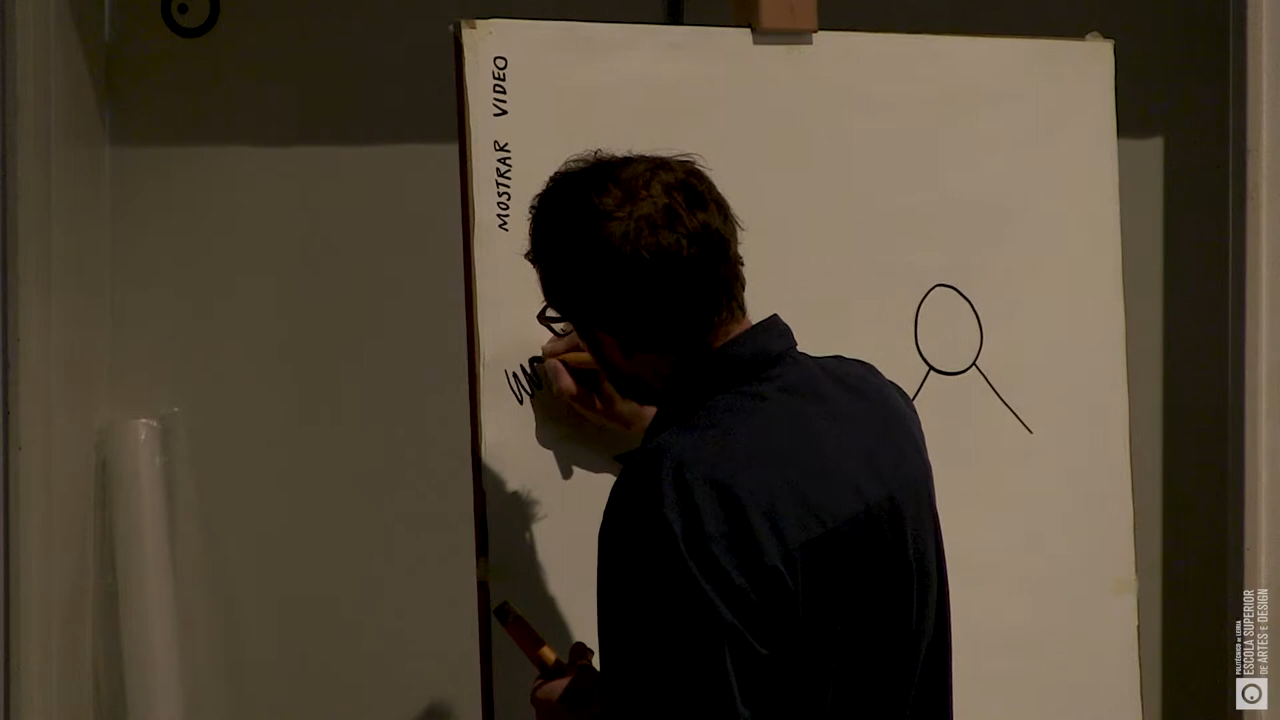 MOSTRAR VIDEO
POLITÉCNICO DE LEIRIA
ESCOLA SUPERIOR
DE ARTES E DESIGN